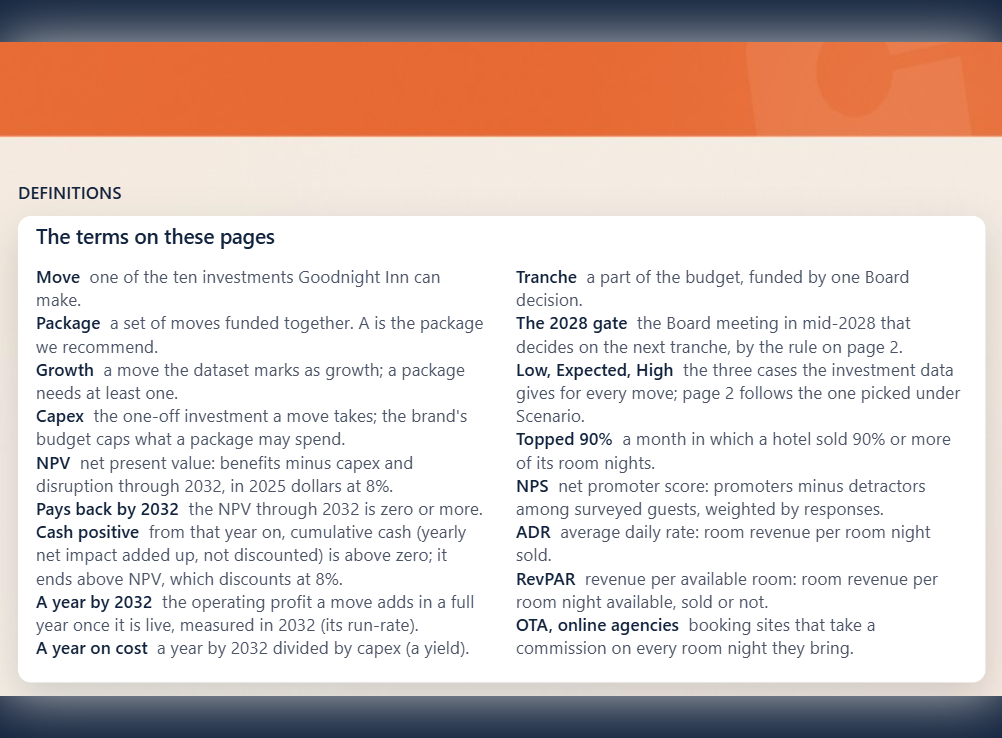 DEFINITIONS
The terms on these pages
Move one of the ten investments Goodnight Inn can
make.
Package a set of moves funded together. A is the package
we recommend.
Growth a move the dataset marks as growth; a package
needs at least one.
Capex the one-off investment a move takes; the brand's
budget caps what a package may spend.
NPV net present value: benefits minus capex and
disruption through 2032, in 2025 dollars at 8%.
Pays back by 2032 the NPV through 2032 is zero or more.
Cash positive from that year on, cumulative cash (yearly
net impact added up, not discounted) is above zero; it
ends above NPV, which discounts at 8%.
A year by 2032 the operating profit a move adds in a full
year once it is live, measured in 2032 (its run-rate).
A year on cost a year by 2032 divided by capex (a yield).
Tranche a part of the budget, funded by one Board
decision.
The 2028 gate the Board meeting in mid-2028 that
decides on the next tranche, by the rule on page 2.
Low, Expected, High the three cases the investment data
gives for every move; page 2 follows the one picked under
Scenario.
Topped 90% a month in which a hotel sold 90% or more
of its room nights.
NPS net promoter score: promoters minus detractors
among surveyed guests, weighted by responses.
ADR average daily rate: room revenue per room night
sold.
RevPAR revenue per available room: room revenue per
room night available, sold or not.
OTA, online agencies booking sites that take a
commission on every room night they bring.